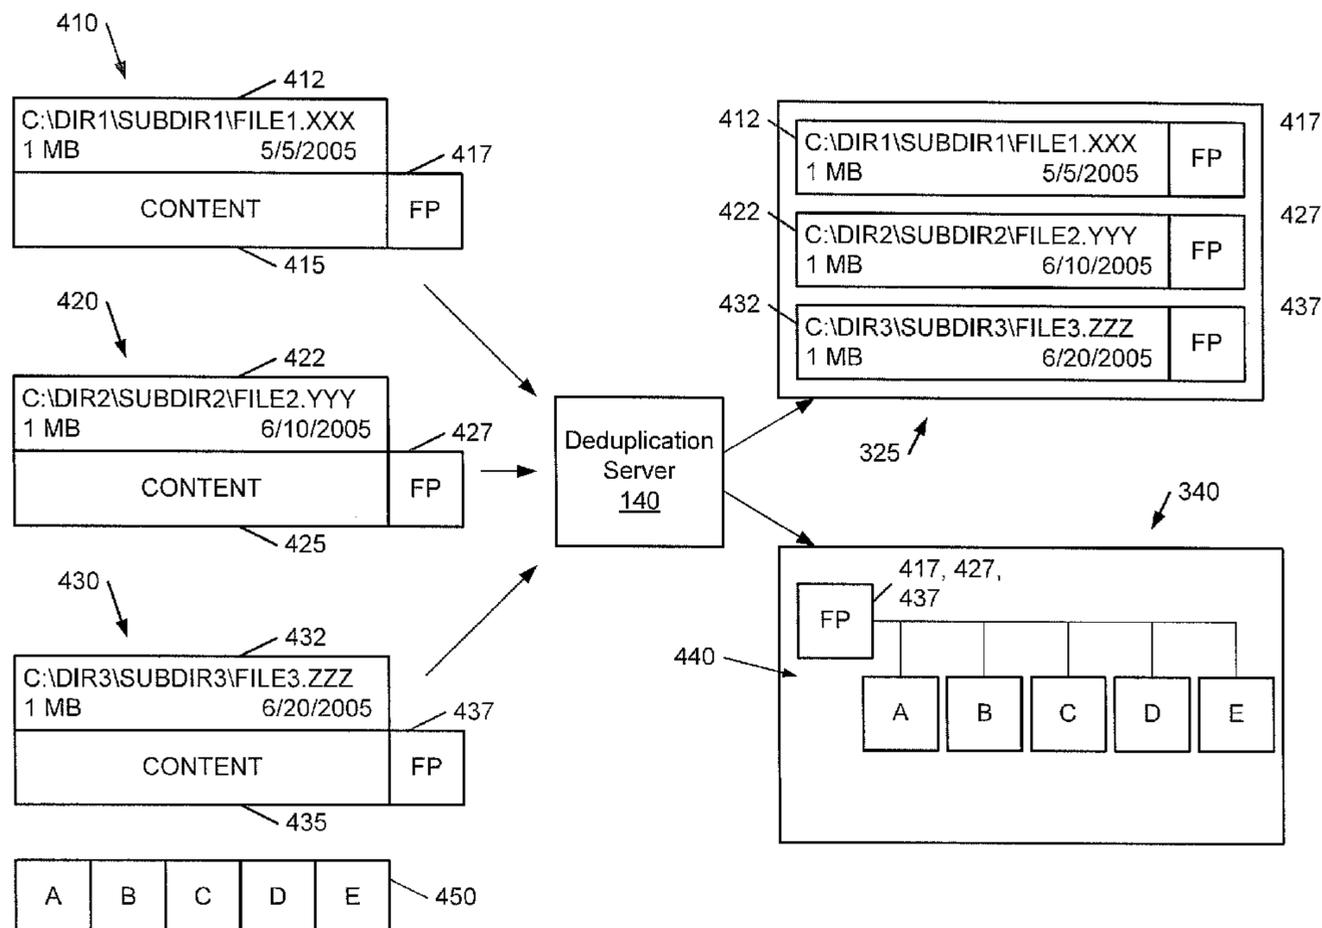 410
412
C:\DIR1\SUBDIR1\FILE1.XXX
1 MB 5/5/2005
417
CONTENT
FP
415
420
422
C:\DIR2\SUBDIR2\FILE2.YYY
1 MB 6/10/2005
427
CONTENT
FP
425
430
432
C:\DIR3\SUBDIR3\FILE3.ZZZ
1 MB 6/20/2005
437
CONTENT
FP
435
A B C D E
450
Deduplication
Server
140
412
C:\DIR1\SUBDIR1\FILE1.XXX
1 MB 5/5/2005
FP
417
422
C:\DIR2\SUBDIR2\FILE2.YYY
1 MB 6/10/2005
FP
427
432
C:\DIR3\SUBDIR3\FILE3.ZZZ
1 MB 6/20/2005
FP
437
325
340
417, 427,
437
FP
440
A B C D E